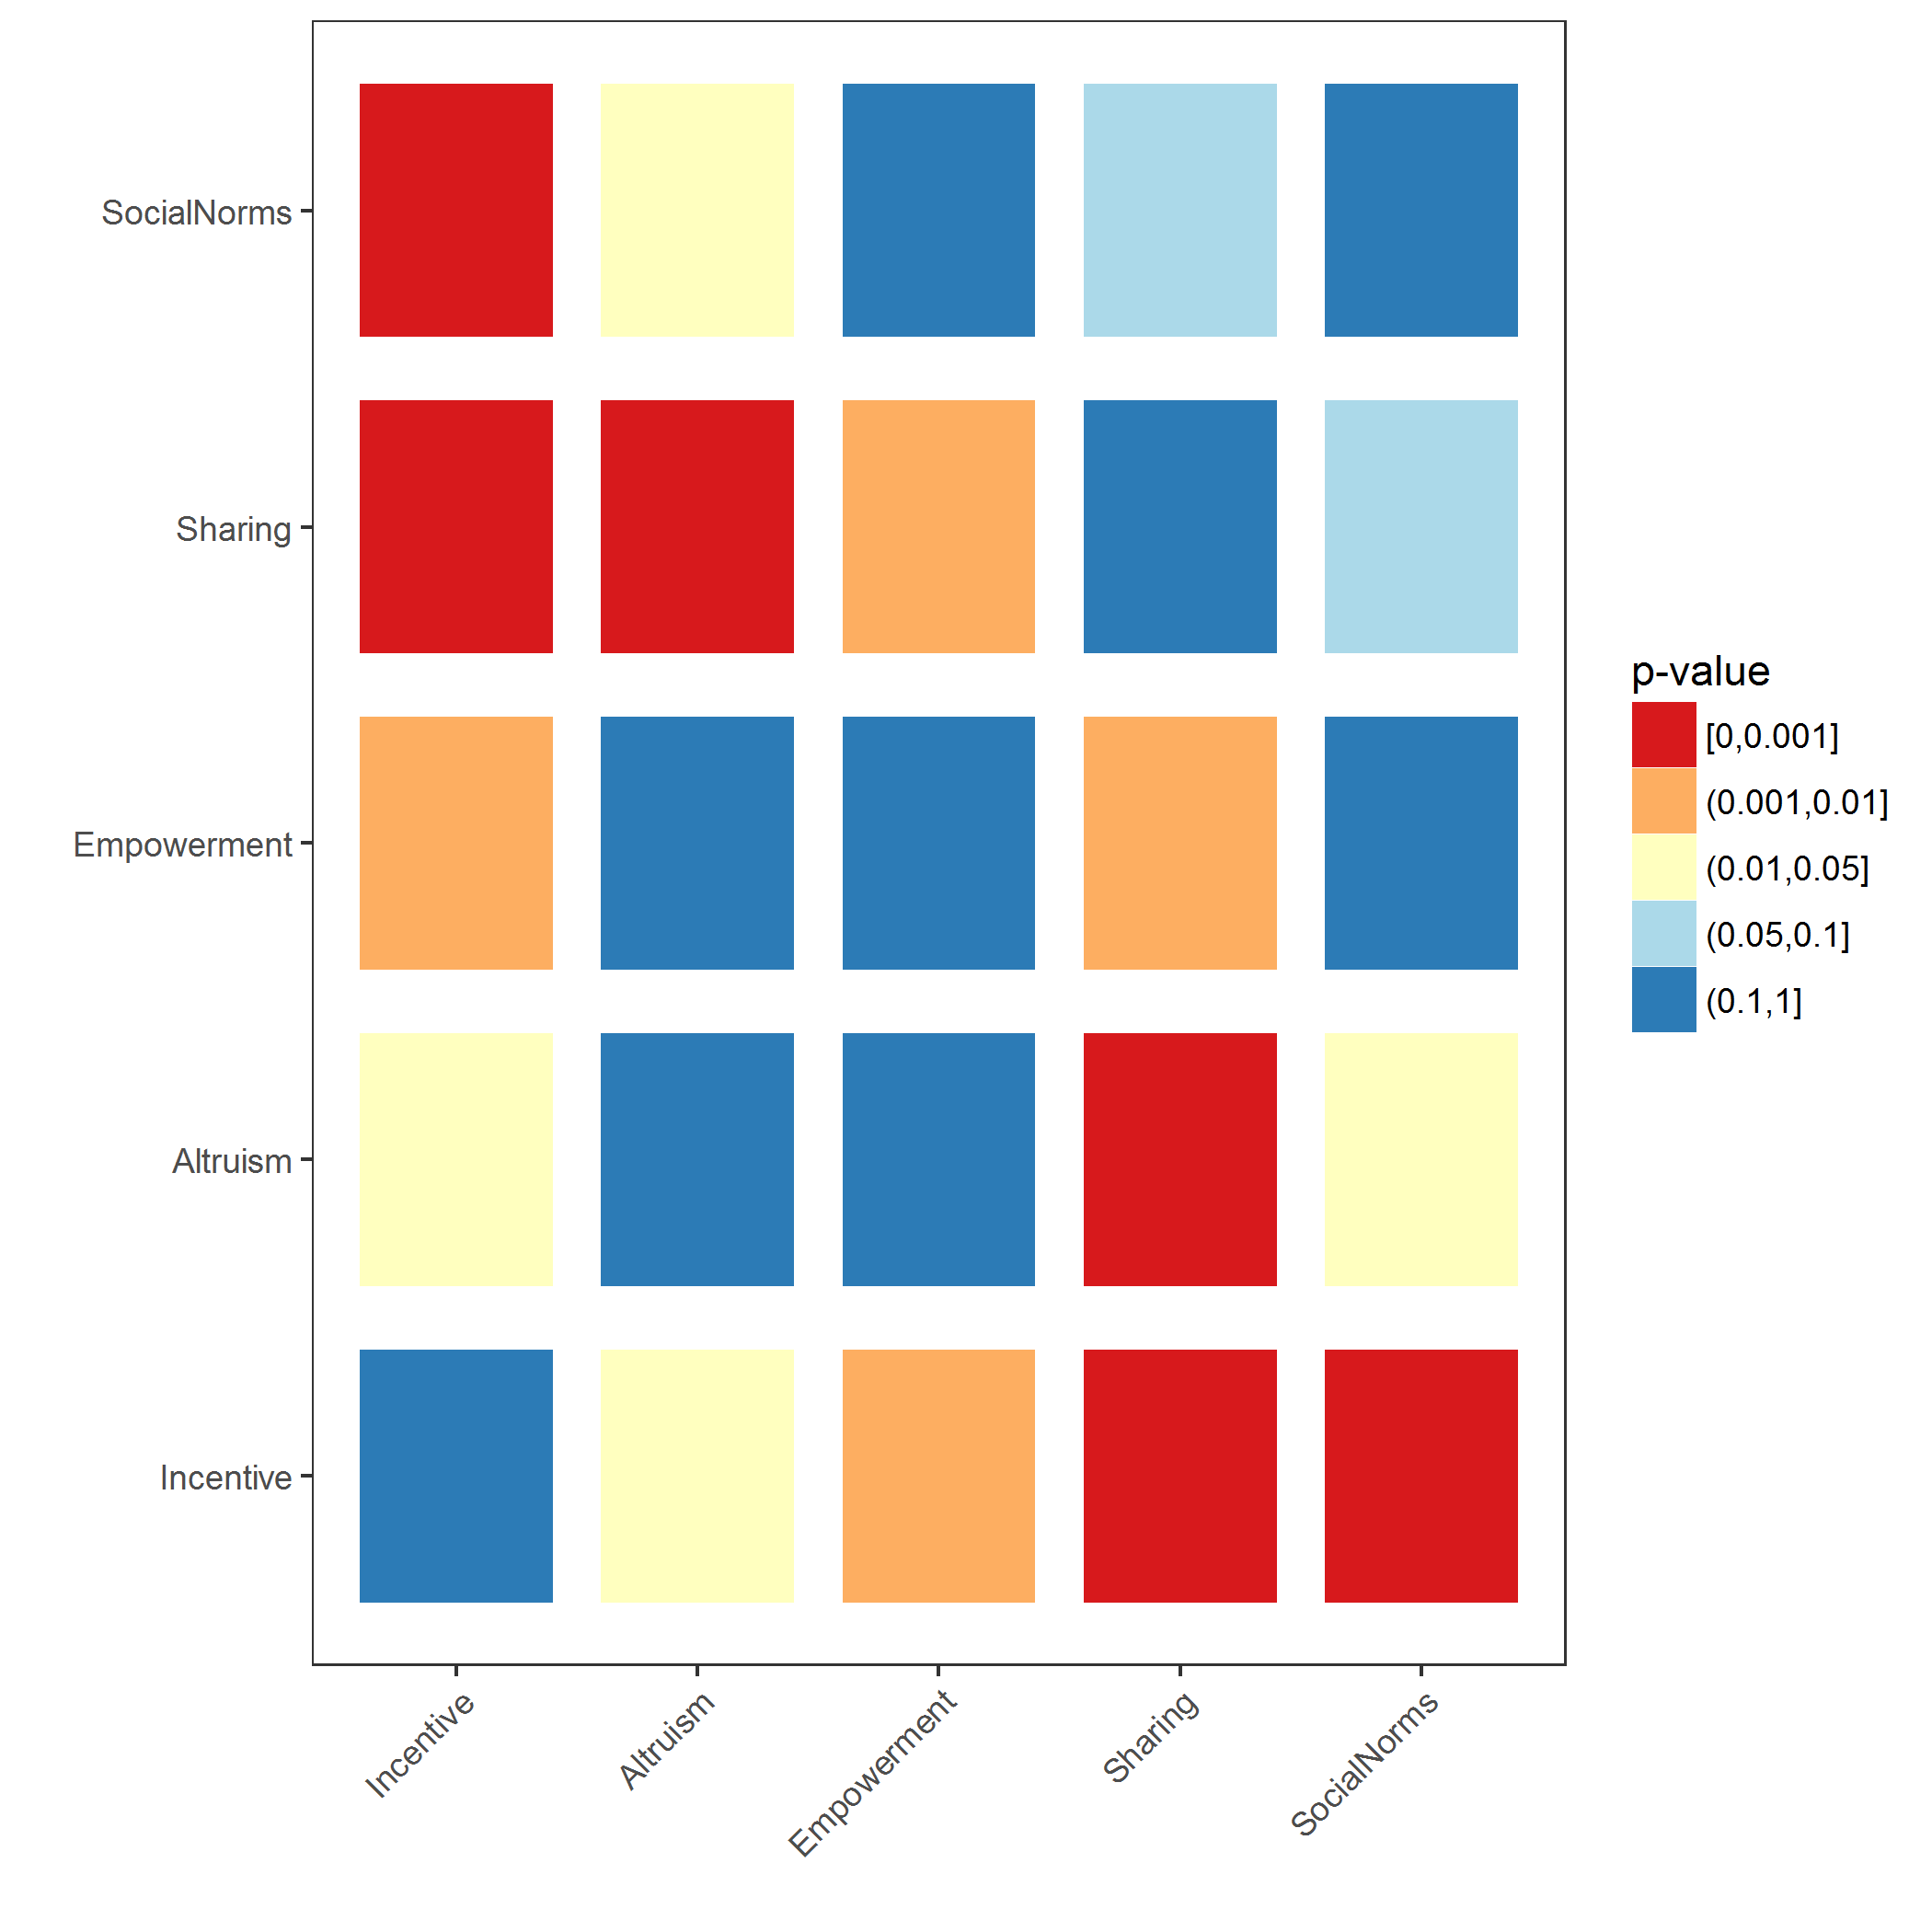 SocialNorms
Sharing
Empowerment
Altruism
Incentive
Incentive
Altruism
Empowerment
Sharing
SocialNorms
p-value
[0,0.001]
(0.001,0.01]
(0.01,0.05]
(0.05,0.1]
(0.1,1]